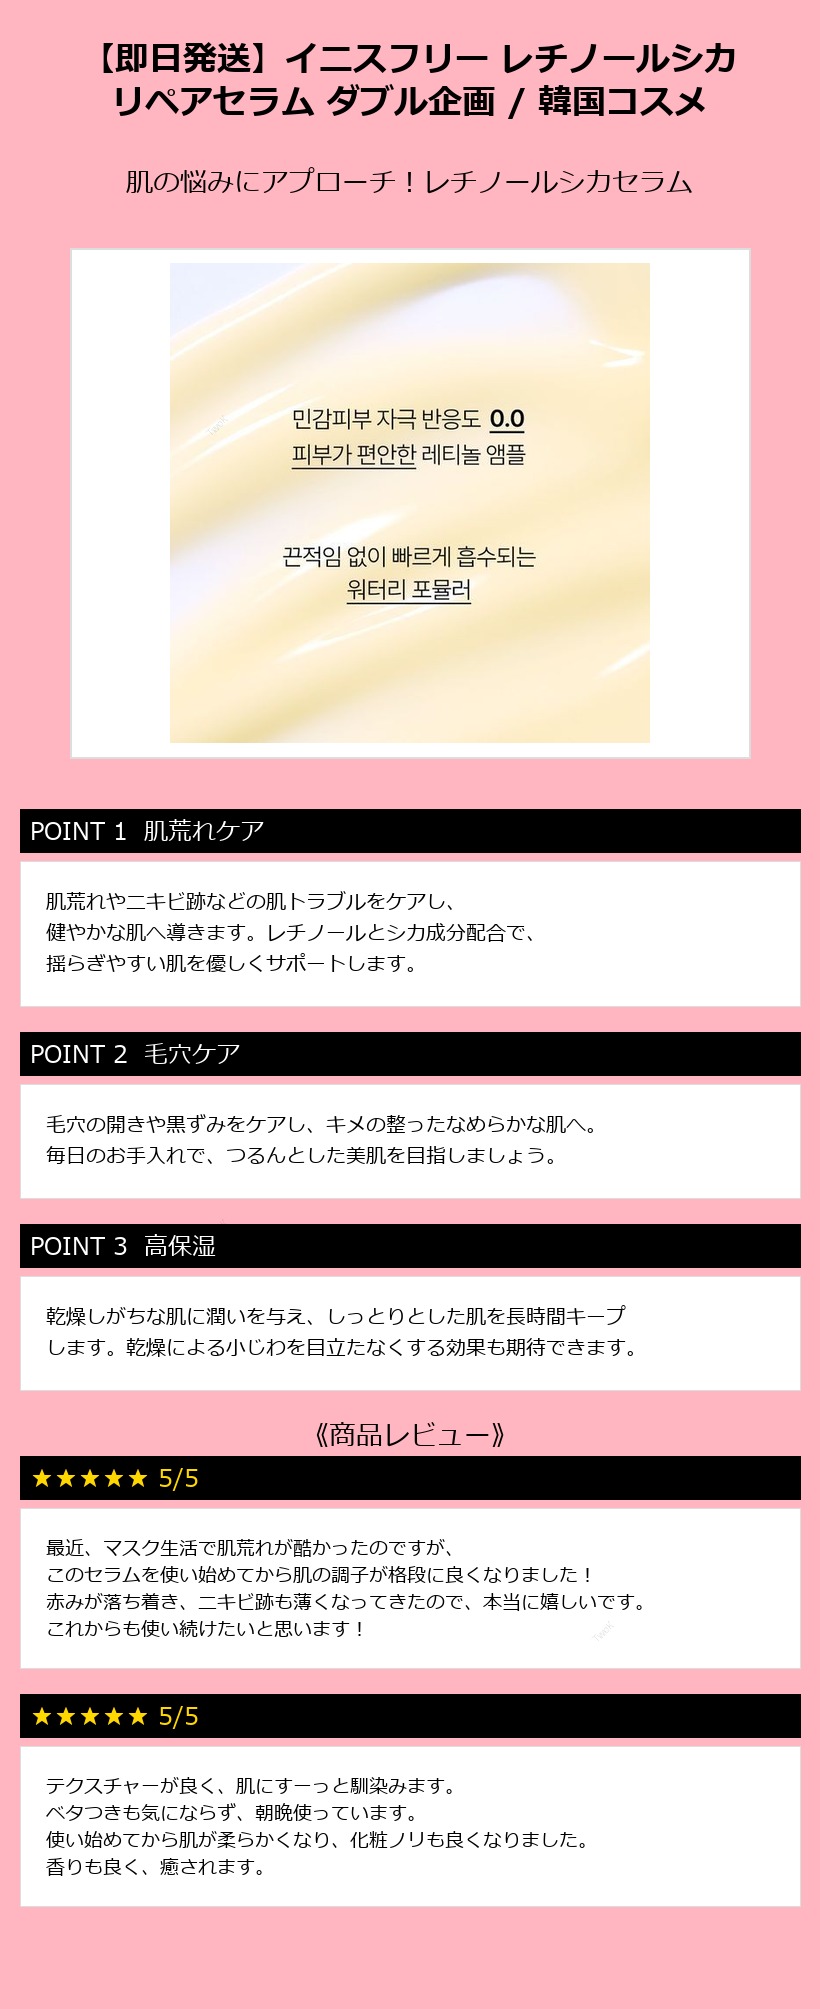 【即日発送】イニスフリー レチノールシカ
リペアセラム ダブル企画 / 韓国コスメ
肌の悩みにアプローチ！レチノールシカセラム
민감피부 자극 반응도 0.0
피부가 편안한 레티놀 앰플
끈적임 없이 빠르게 흡수되는
워터리 포뮬러
POINT 1 肌荒れケア
肌荒れやニキビ跡などの肌トラブルをケアし、
健やかな肌へ導きます。レチノールとシカ成分配合で、
揺らぎやすい肌を優しくサポートします。
POINT 2 毛穴ケア
毛穴の開きや黒ずみをケアし、キメの整ったなめらかな肌へ。
毎日のお手入れで、つるんとした美肌を目指しましょう。
POINT 3 高保湿
乾燥しがちな肌に潤いを与え、しっとりとした肌を長時間キープ
します。乾燥による小じわを目立たなくする効果も期待できます。
《商品レビュー》
★★★★★ 5/5
最近、マスク生活で肌荒れが酷かったのですが、
このセラムを使い始めてから肌の調子が格段に良くなりました！
赤みが落ち着き、ニキビ跡も薄くなってきたので、本当に嬉しいです。
これからも使い続けたいと思います！
★★★★★ 5/5
テクスチャーが良く、肌にすーっと馴染みます。
ベタつきも気にならず、朝晩使っています。
使い始めてから肌が柔らかくなり、化粧ノリも良くなりました。
香りも良く、癒されます。